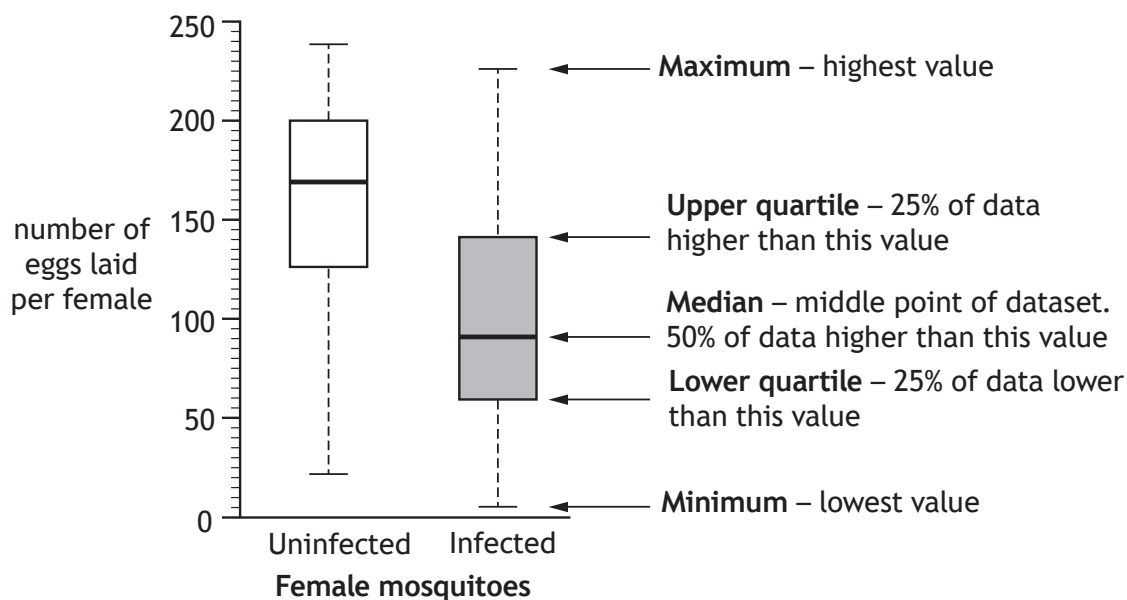 250
200
150
100
50
0
number of
eggs laid
per female
Maximum – highest value
Upper quartile – 25% of data
higher than this value
Median – middle point of dataset.
50% of data higher than this value
Lower quartile – 25% of data lower
than this value
Minimum – lowest value
Uninfected
Infected
Female mosquitoes